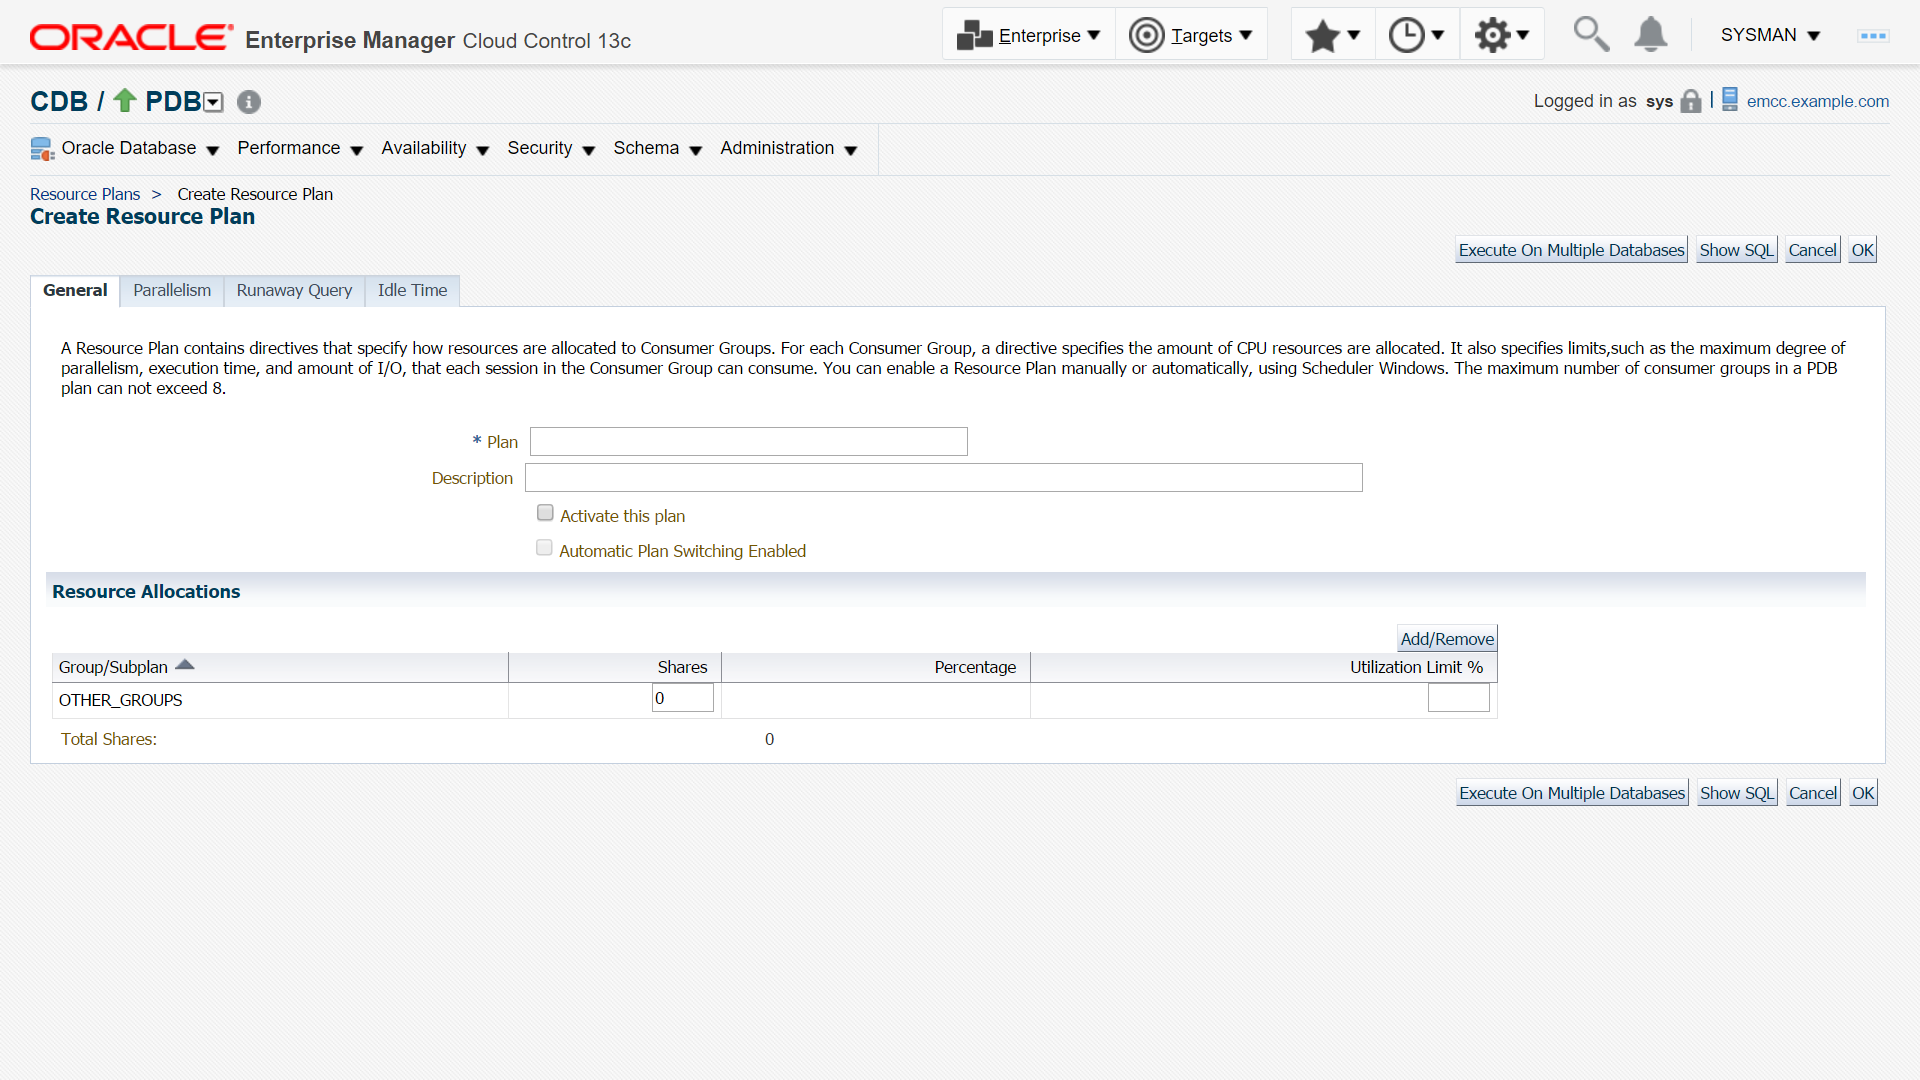 ORACLE Enterprise Manager Cloud Control 13c Enterprise Targets SYSMAN
CDB / PDB Logged in as sys emcc.example.com
Oracle Database Performance Availability Security Schema Administration
Resource Plans > Create Resource Plan
Create Resource Plan
Execute On Multiple Databases Show SQL Cancel OK
General Parallelism Runaway Query Idle Time
A Resource Plan contains directives that specify how resources are allocated to Consumer Groups. For each Consumer Group, a directive specifies the amount of CPU resources are allocated. It also specifies limits,such as the maximum degree of
parallelism, execution time, and amount of I/O, that each session in the Consumer Group can consume. You can enable a Resource Plan manually or automatically, using Scheduler Windows. The maximum number of consumer groups in a PDB
plan can not exceed 8.
* Plan
Description
Activate this plan
Automatic Plan Switching Enabled
Resource Allocations
Add/Remove
Group/Subplan Shares Percentage Utilization Limit %
OTHER_GROUPS 0
Total Shares: 0
Execute On Multiple Databases Show SQL Cancel OK